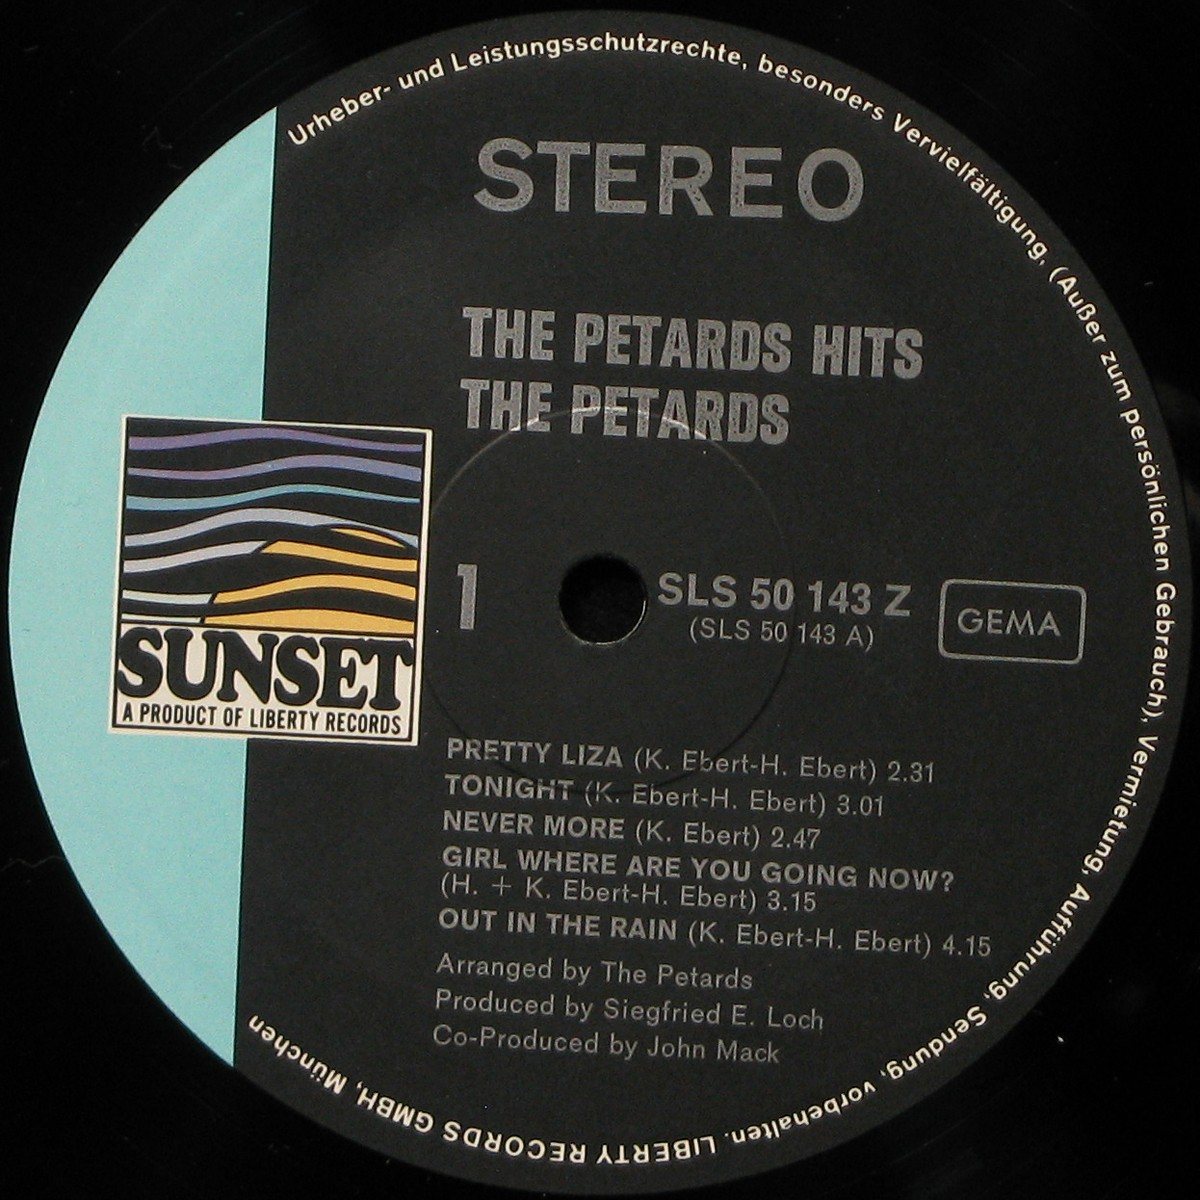 Urheber- und Leistungsschutzrechte, besonders Vervielfältigung, (Außer zum persönlichen Gebrauch), Vermietung, Aufführung, Sendung, vorbehalten. LIBERTY RECORDS GMBH, München
STEREO
THE PETARDS HITS
THE PETARDS
SUNSET
A PRODUCT OF LIBERTY RECORDS
1
SLS 50 143 Z
(SLS 50 143 A)
GEMA
PRETTY LIZA (K. Ebert-H. Ebert) 2.31
TONIGHT (K. Ebert-H. Ebert) 3.01
NEVER MORE (K. Ebert) 2.47
GIRL WHERE ARE YOU GOING NOW?
(H. + K. Ebert-H. Ebert) 3.15
OUT IN THE RAIN (K. Ebert-H. Ebert) 4.15
Arranged by The Petards
Produced by Siegfried E. Loch
Co-Produced by John Mack